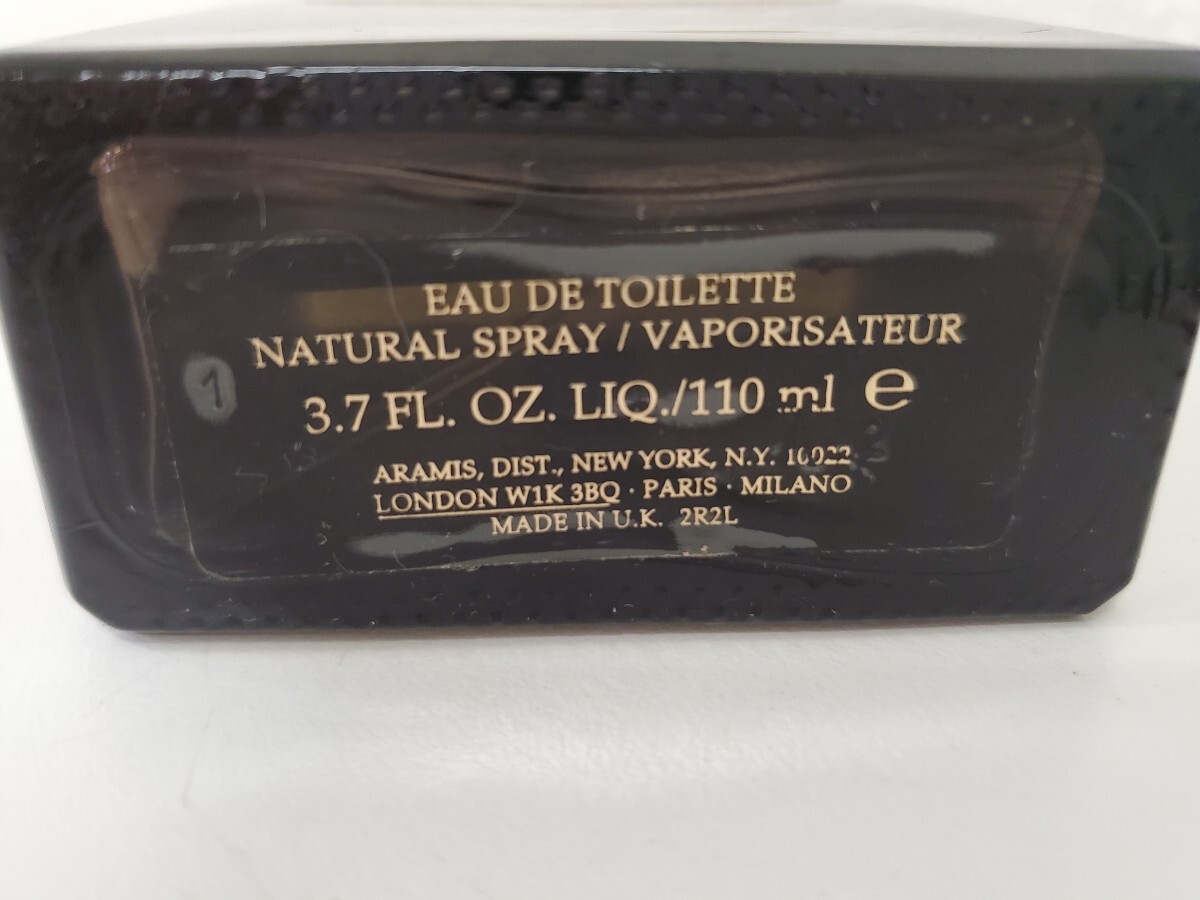 EAU DE TOILETTE
NATURAL SPRAY / VAPORISATEUR
1
3.7 FL. OZ. LIQ./110 ml e
ARAMIS, DIST., NEW YORK, N.Y. 10022
LONDON W1K 3BQ · PARIS · MILANO
MADE IN U.K. 2R2L